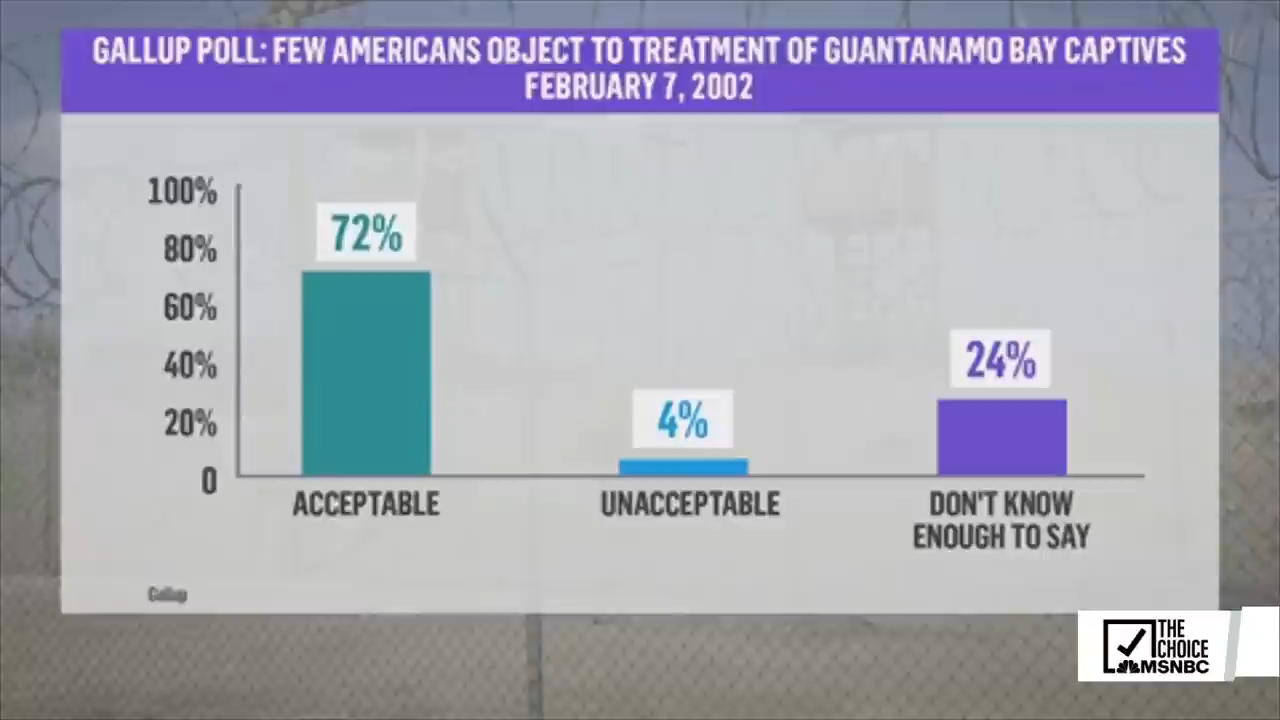 GALLUP POLL: FEW AMERICANS OBJECT TO TREATMENT OF GUANTANAMO BAY CAPTIVES
FEBRUARY 7, 2002
100%
80%
60%
40%
20%
0
72%
4%
24%
ACCEPTABLE
UNACCEPTABLE
DON'T KNOW
ENOUGH TO SAY
Gallup
THE
CHOICE
MSNBC